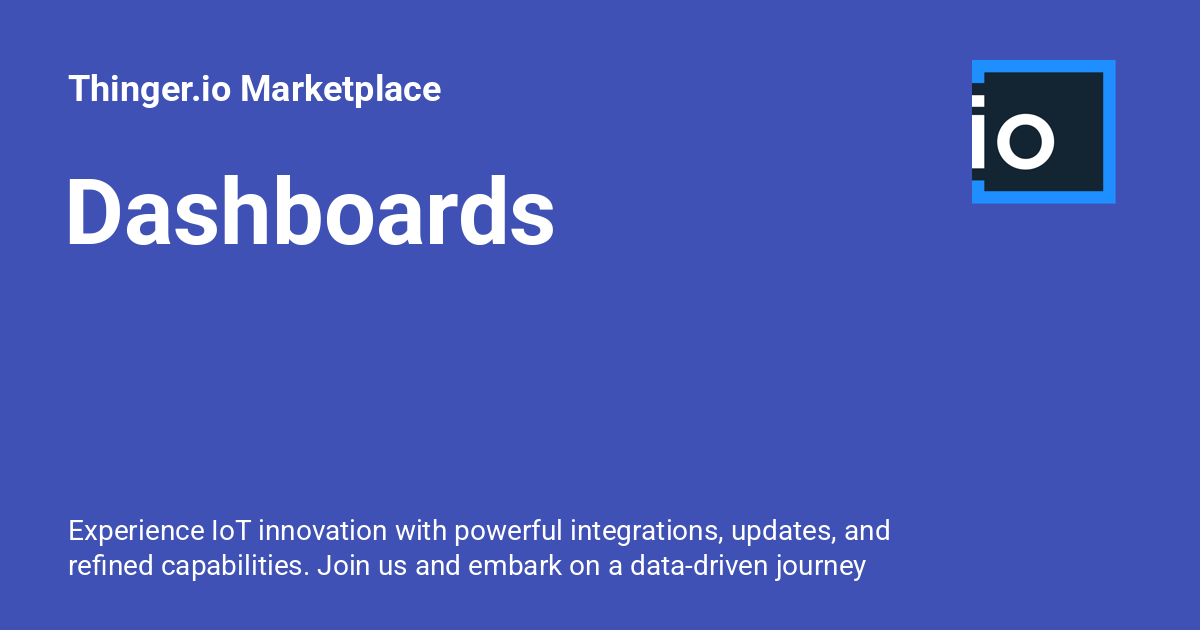 Thinger.io Marketplace
io
Dashboards
Experience IoT innovation with powerful integrations, updates, and
refined capabilities. Join us and embark on a data-driven journey